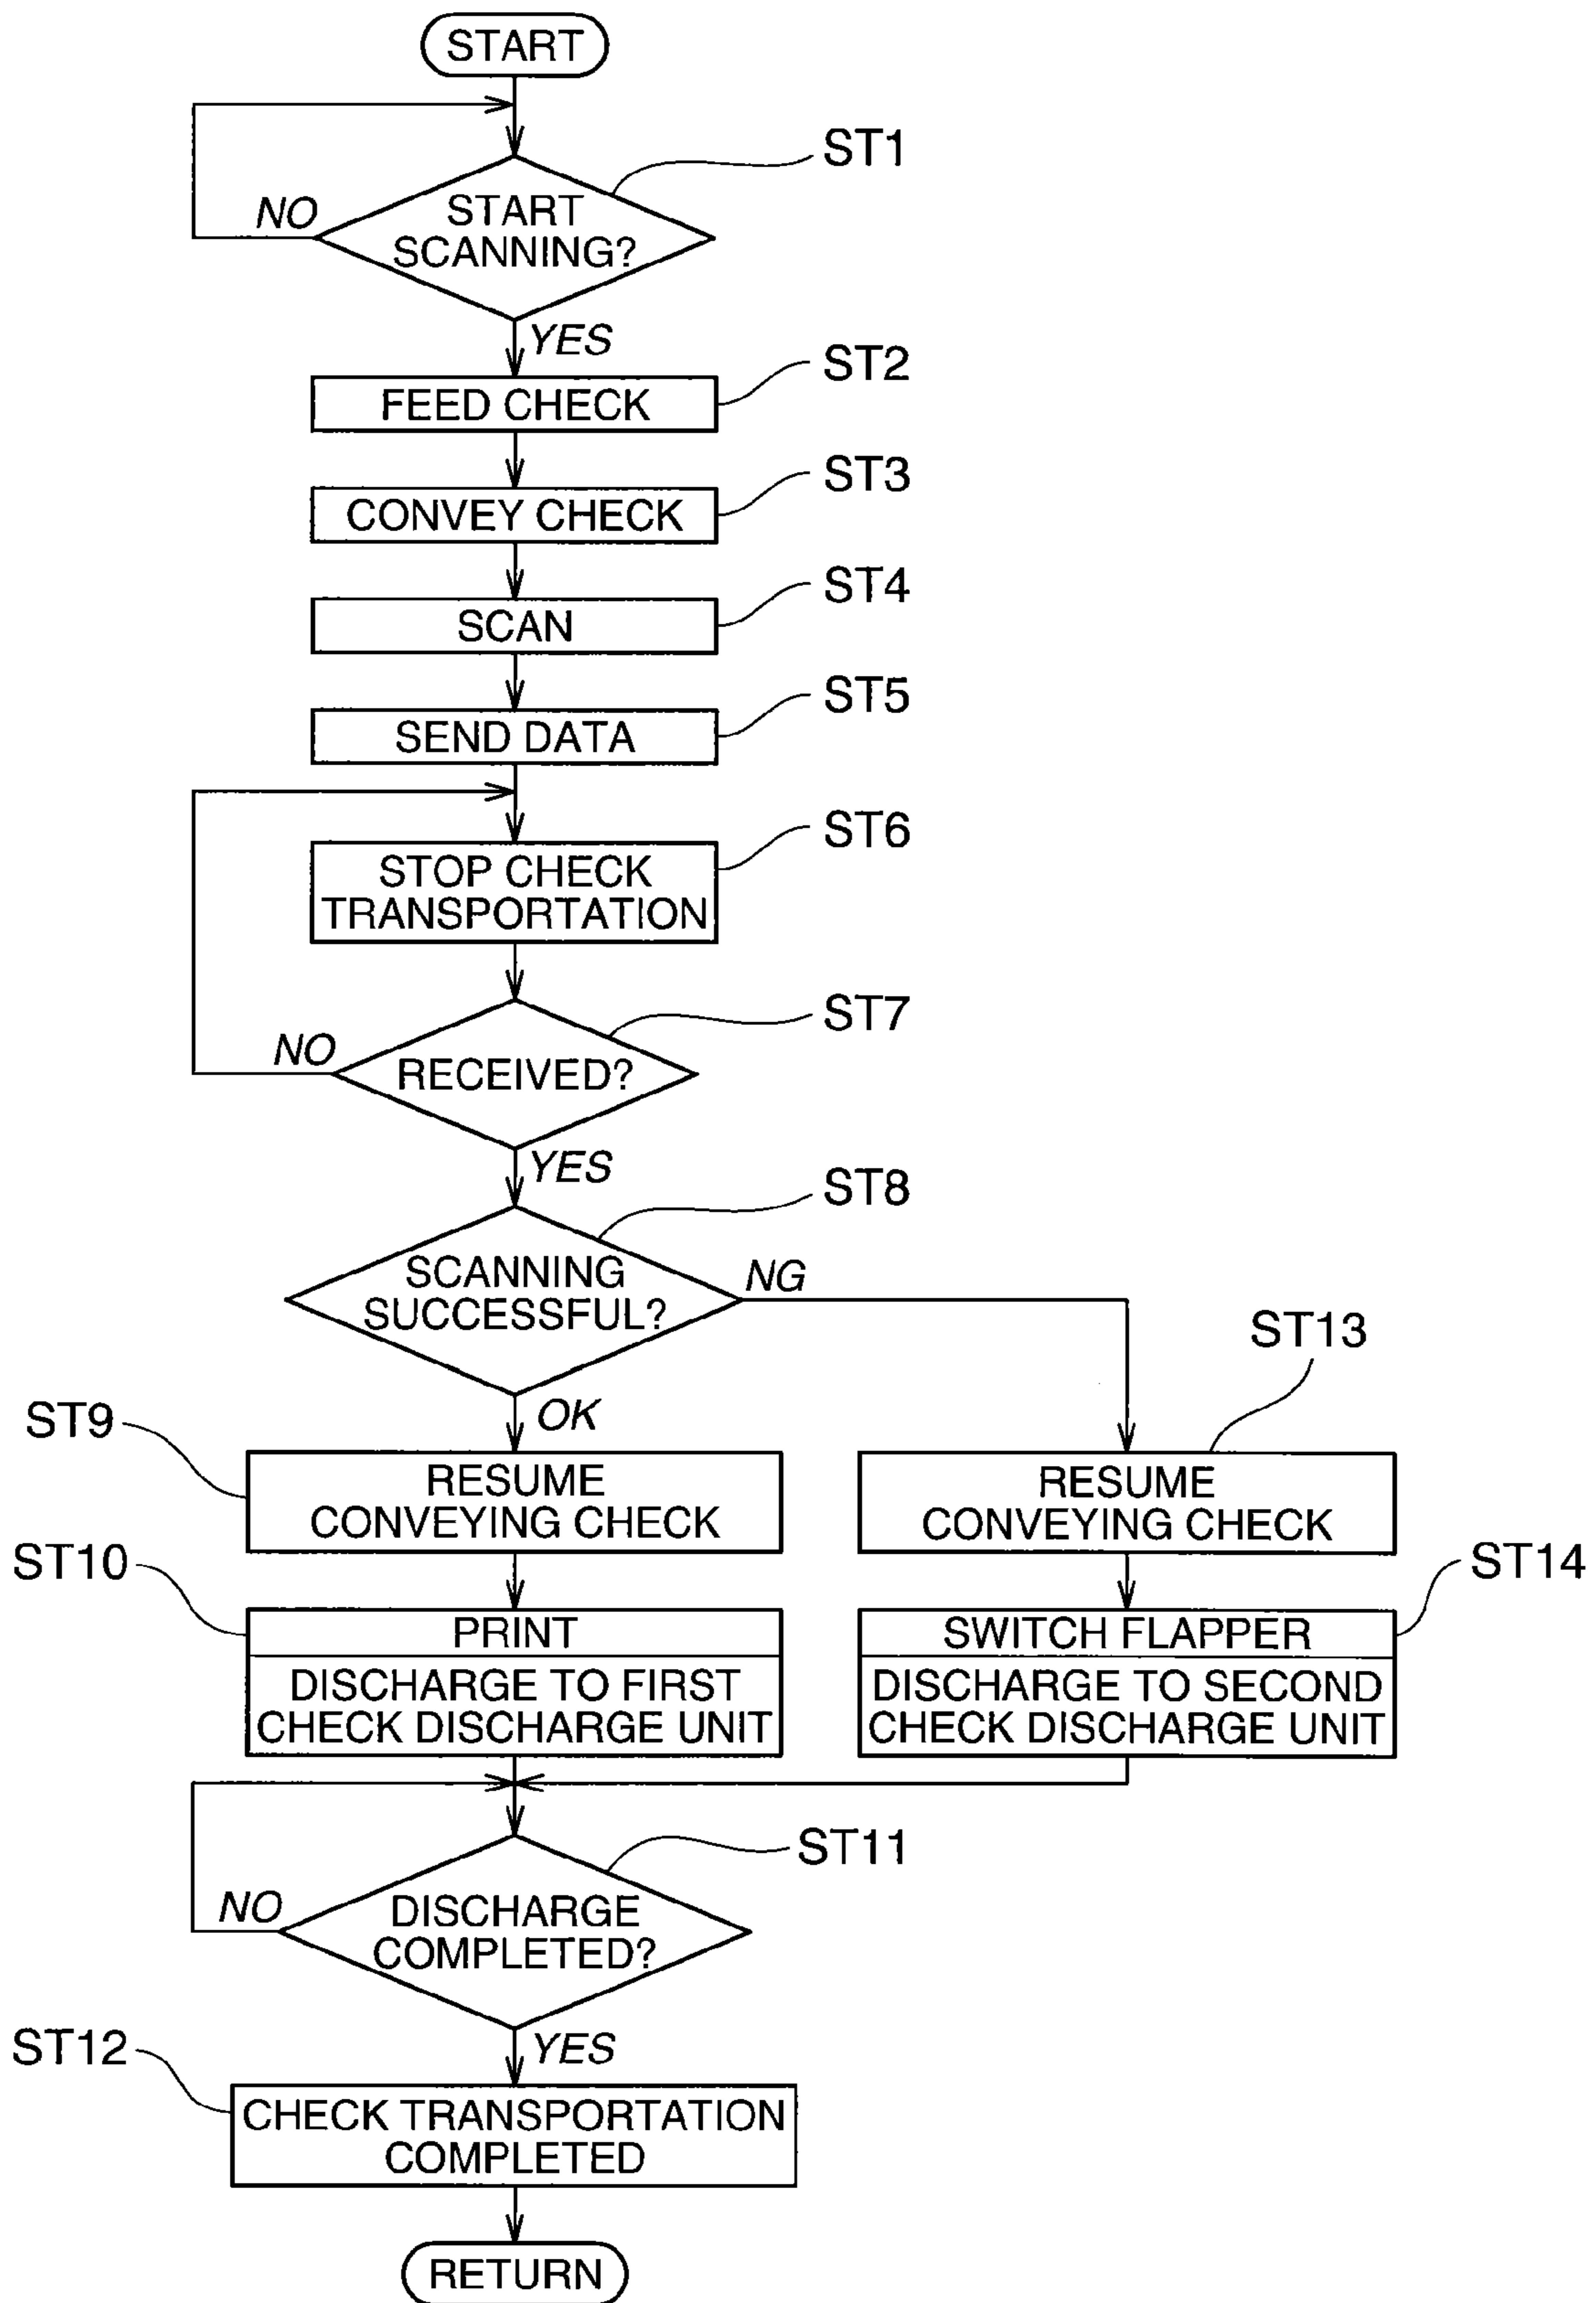 START
ST1
NO
START
SCANNING?
YES
ST2
FEED CHECK
ST3
CONVEY CHECK
ST4
SCAN
ST5
SEND DATA
ST6
STOP CHECK
TRANSPORTATION
ST7
NO
RECEIVED?
YES
ST8
SCANNING
SUCCESSFUL?
NG
OK
ST9
RESUME
CONVEYING CHECK
ST13
RESUME
CONVEYING CHECK
ST10
PRINT
DISCHARGE TO FIRST
CHECK DISCHARGE UNIT
ST14
SWITCH FLAPPER
DISCHARGE TO SECOND
CHECK DISCHARGE UNIT
ST11
NO
DISCHARGE
COMPLETED?
YES
ST12
CHECK TRANSPORTATION
COMPLETED
RETURN